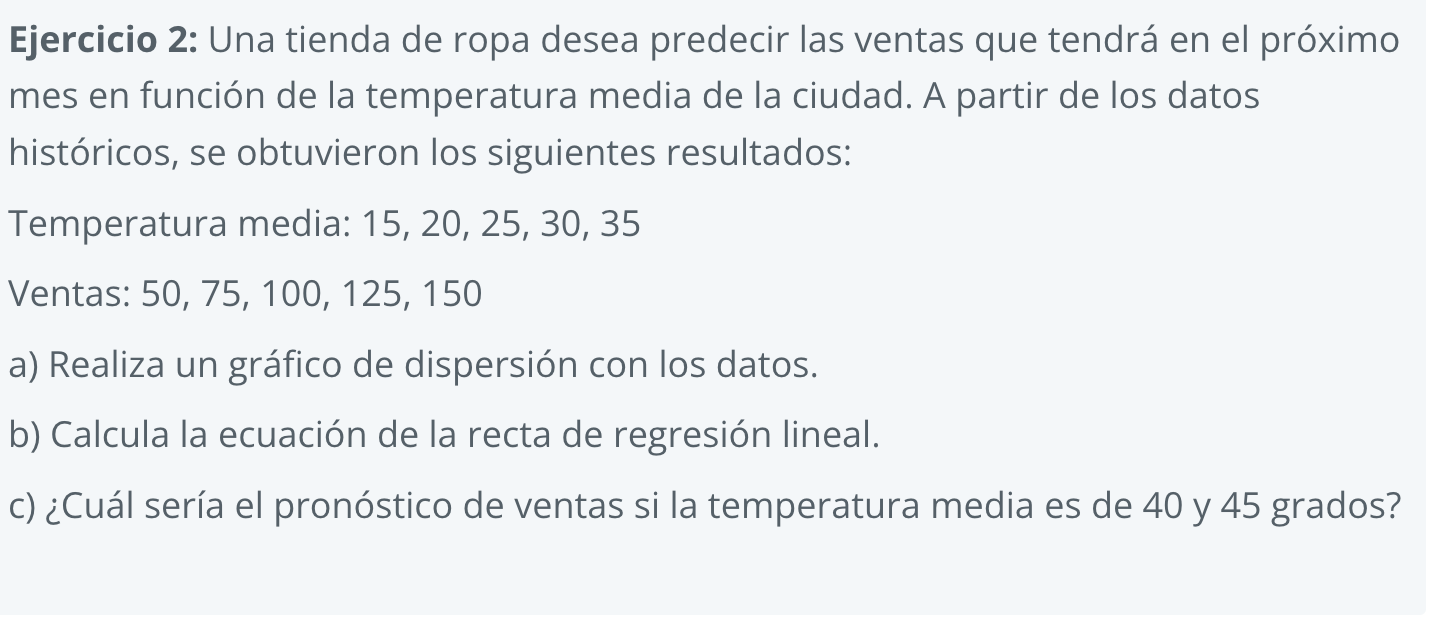 Ejercicio 2: Una tienda de ropa desea predecir las ventas que tendrá en el próximo
mes en función de la temperatura media de la ciudad. A partir de los datos
históricos, se obtuvieron los siguientes resultados:
Temperatura media: 15, 20, 25, 30, 35
Ventas: 50, 75, 100, 125, 150
a) Realiza un gráfico de dispersión con los datos.
b) Calcula la ecuación de la recta de regresión lineal.
c) ¿Cuál sería el pronóstico de ventas si la temperatura media es de 40 y 45 grados?